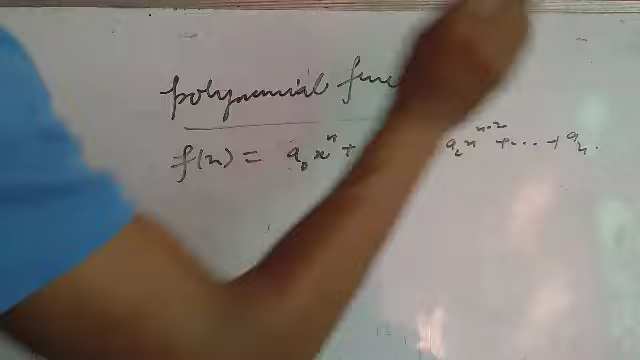 polynomial func
f(x) = a₀xⁿ + a₂xⁿ⁻² + ... + aₙ.